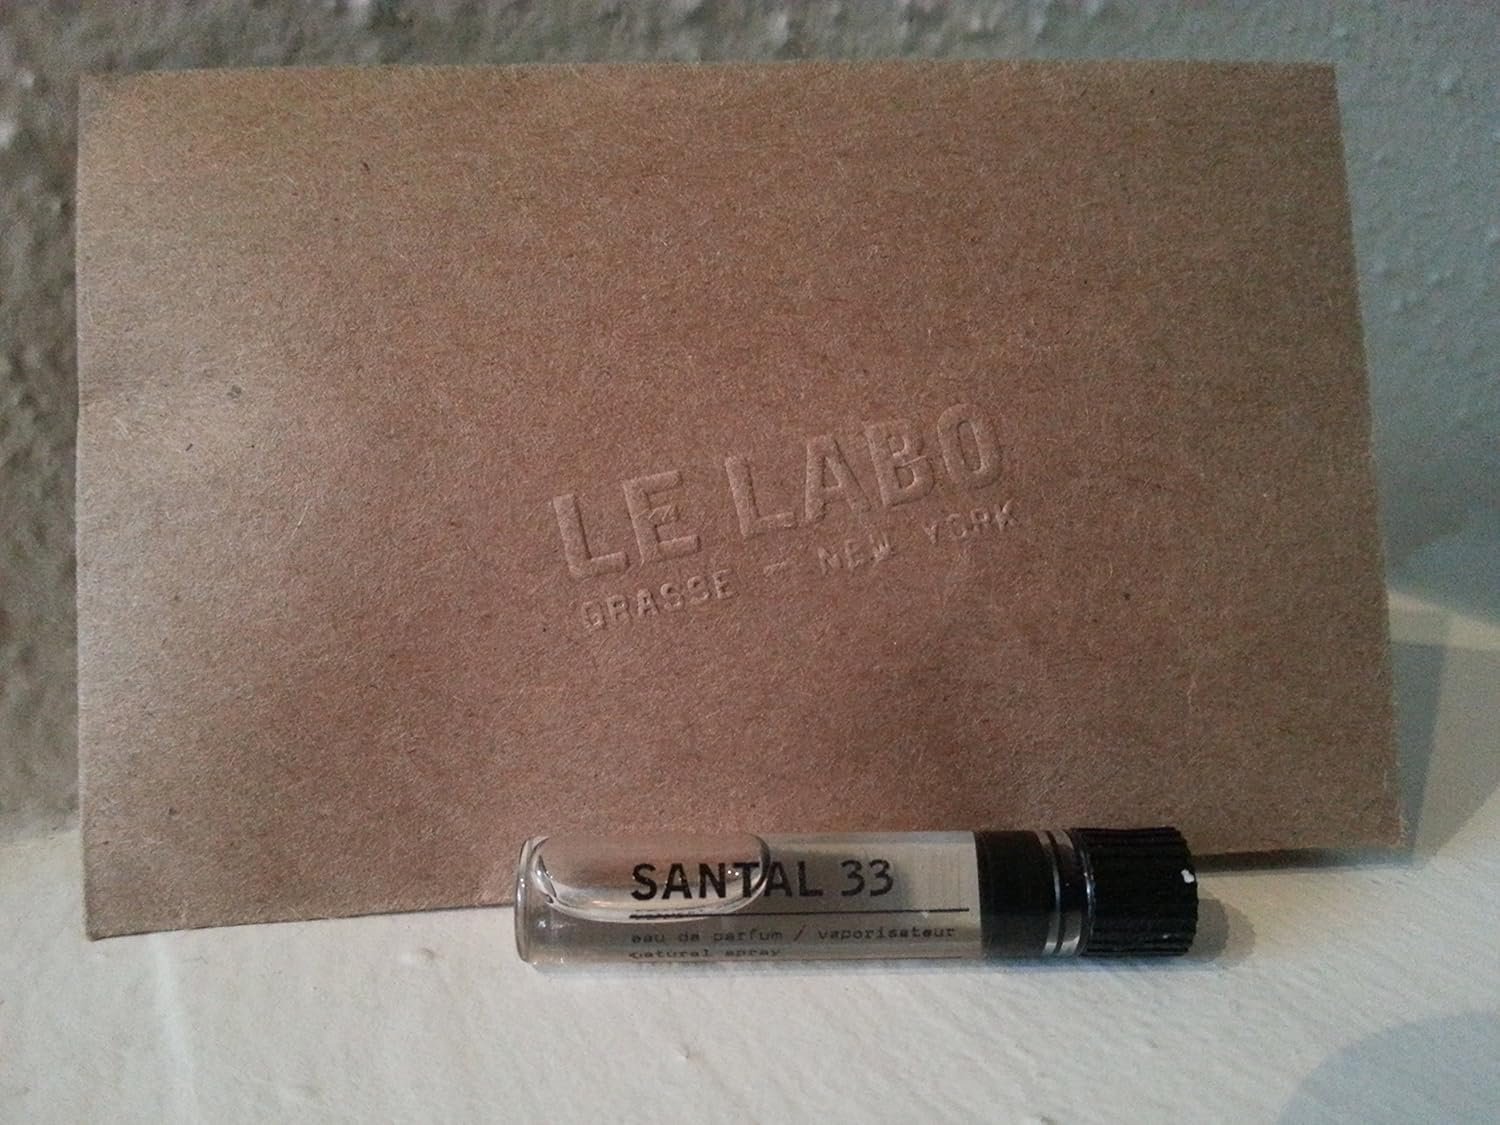 LE LABO
GRASSE – NEW YORK
SANTAL 33
eau de parfum / vaporisateur
natural spray